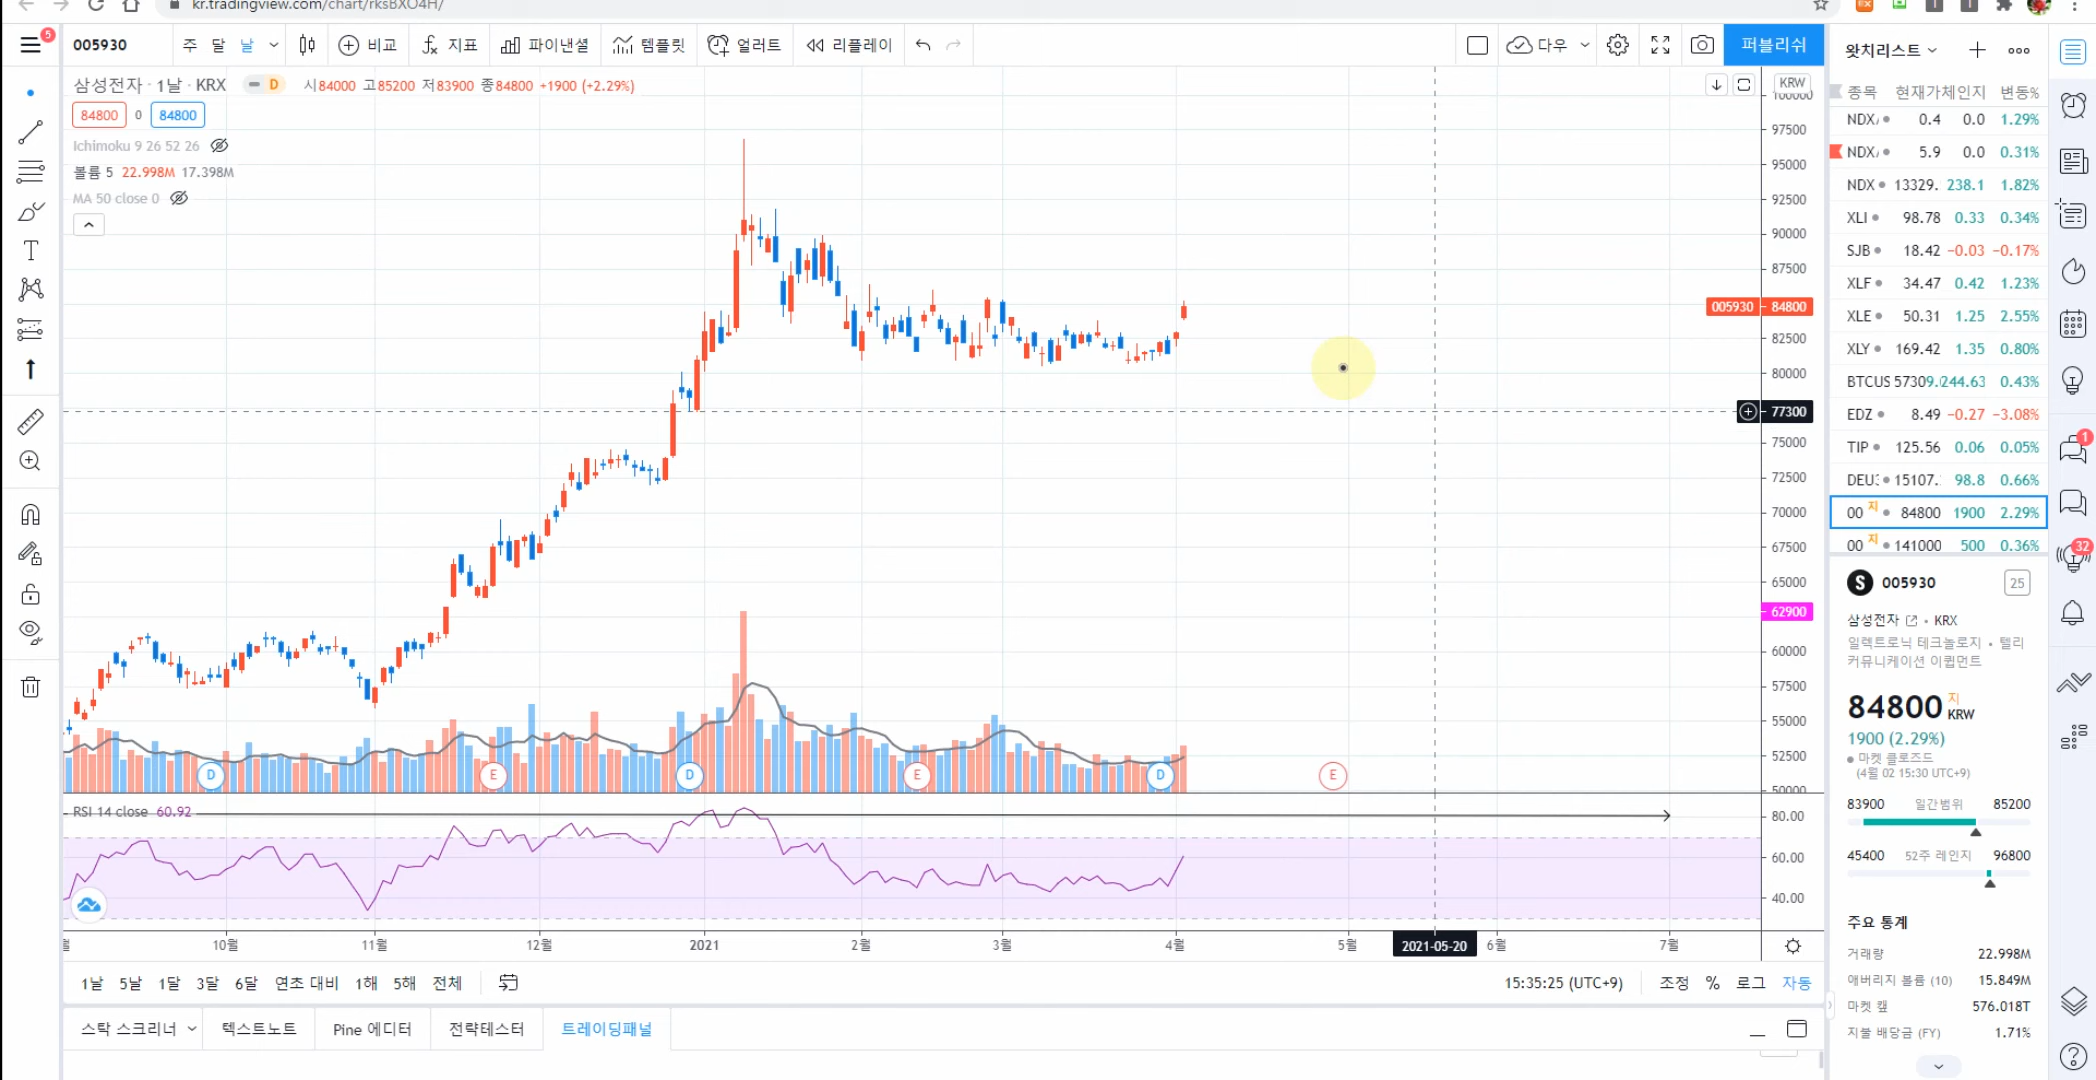 kr.tradingview.com/chart/rksBXO4H/
5
005930
주 달 날
비교
지표
파이낸셜
템플릿
얼러트
리플레이
다우
퍼블리쉬
삼성전자 · 1날 · KRX
D
시84000 고85200 저83900 종84800 +1900 (+2.29%)
84800 0 84800
Ichimoku 9 26 52 26
볼륨 5 22.998M 17.398M
MA 50 close 0
KRW
100000
97500
95000
92500
90000
87500
005930 84800
82500
80000
77300
75000
72500
70000
67500
65000
62900
60000
57500
55000
52500
50000
D E D E D E
RSI 14 close 60.92
80.00
60.00
40.00
10월 11월 12월 2021 2월 3월 4월 5월 2021-05-20 6월 7월
1날 5날 1달 3달 6달 연초 대비 1해 5해 전체
15:35:25 (UTC+9) 조정 % 로그 자동
스탁 스크리너 텍스트노트 Pine 에디터 전략테스터 트레이딩패널
왓치리스트
종목 현재가 체인지 변동%
NDX/ 0.4 0.0 1.29%
NDX/ 5.9 0.0 0.31%
NDX 13329. 238.1 1.82%
XLI 98.78 0.33 0.34%
SJB 18.42 −0.03 −0.17%
XLF 34.47 0.42 1.23%
XLE 50.31 1.25 2.55%
XLY 169.42 1.35 0.80%
BTCUS 57309. 244.63 0.43%
EDZ 8.49 −0.27 −3.08%
TIP 125.56 0.06 0.05%
DEU 15107. 98.8 0.66%
00 지 84800 1900 2.29%
00 지 141000 500 0.36%
S 005930 25
삼성전자 • KRX
일렉트로닉 테크놀로지 • 텔리
커뮤니케이션 이큅먼트
84800 지 KRW
1900 (2.29%)
마켓 클로즈드
(4월 02 15:30 UTC+9)
83900 일간범위 85200
45400 52주 레인지 96800
주요 통계
거래량 22.998M
애버리지 볼륨 (10) 15.849M
마켓 캪 576.018T
지불 배당금 (FY) 1.71%
1
32